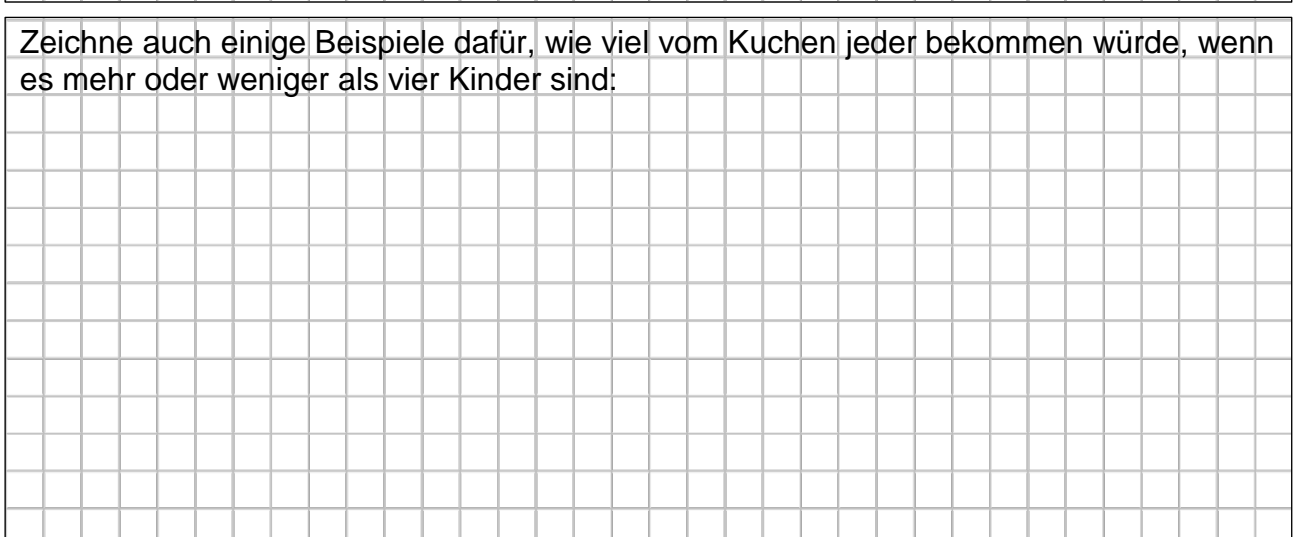 Zeichne auch einige Beispiele dafür, wie viel vom Kuchen jeder bekommen würde, wenn
es mehr oder weniger als vier Kinder sind: